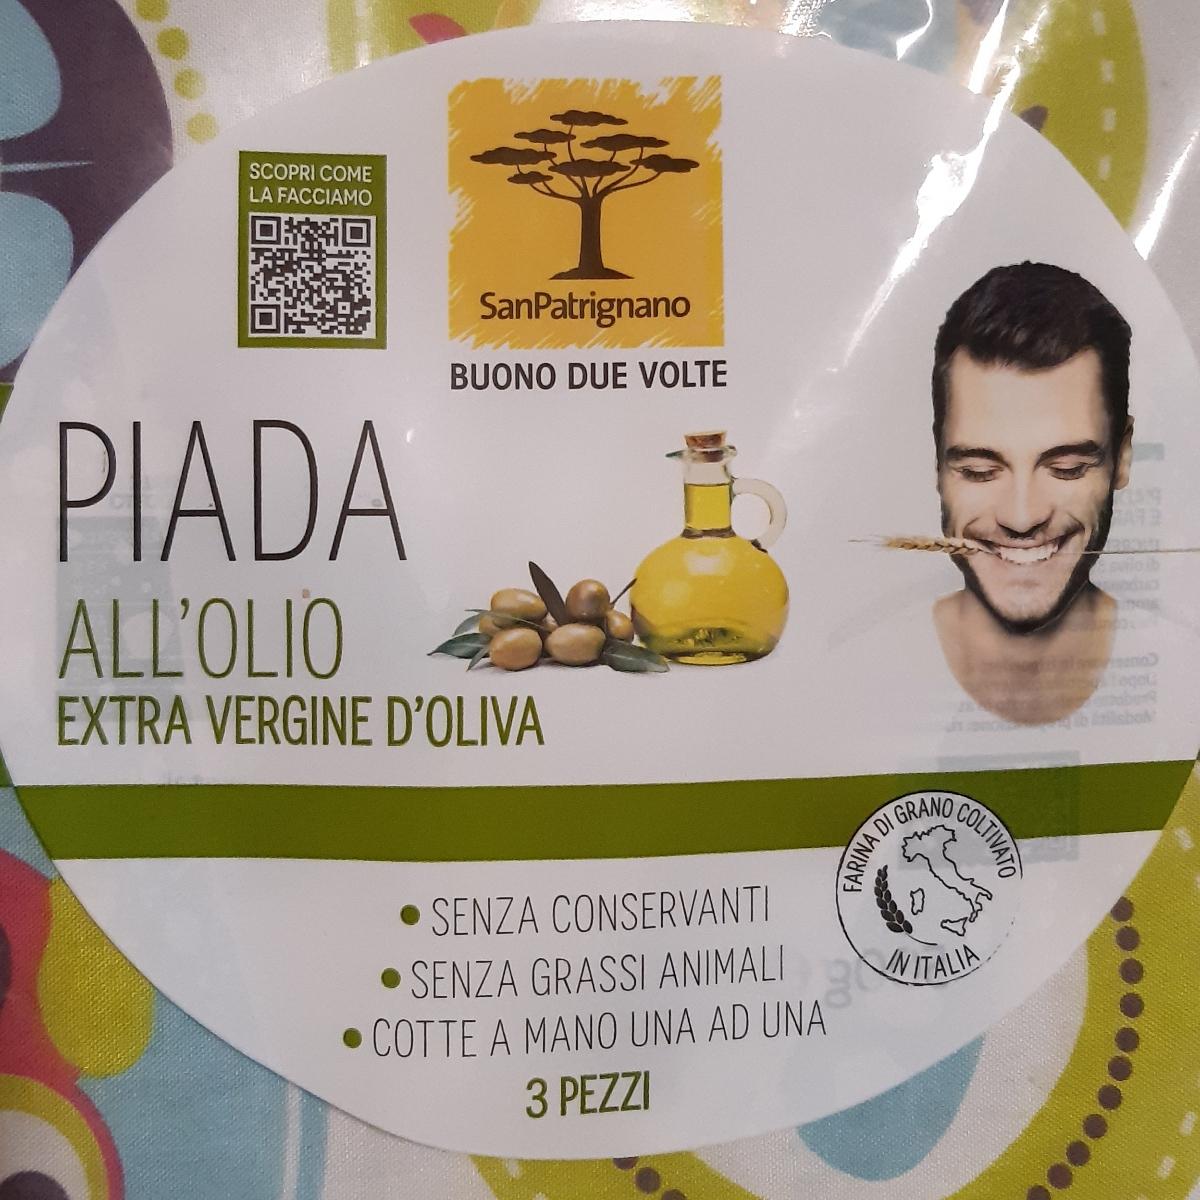 SCOPRI COME
LA FACCIAMO
SanPatrignano
BUONO DUE VOLTE
PIADA
ALL'OLIO
EXTRA VERGINE D'OLIVA
FARINA DI GRANO COLTIVATO
IN ITALIA
• SENZA CONSERVANTI
• SENZA GRASSI ANIMALI
• COTTE A MANO UNA AD UNA
3 PEZZI